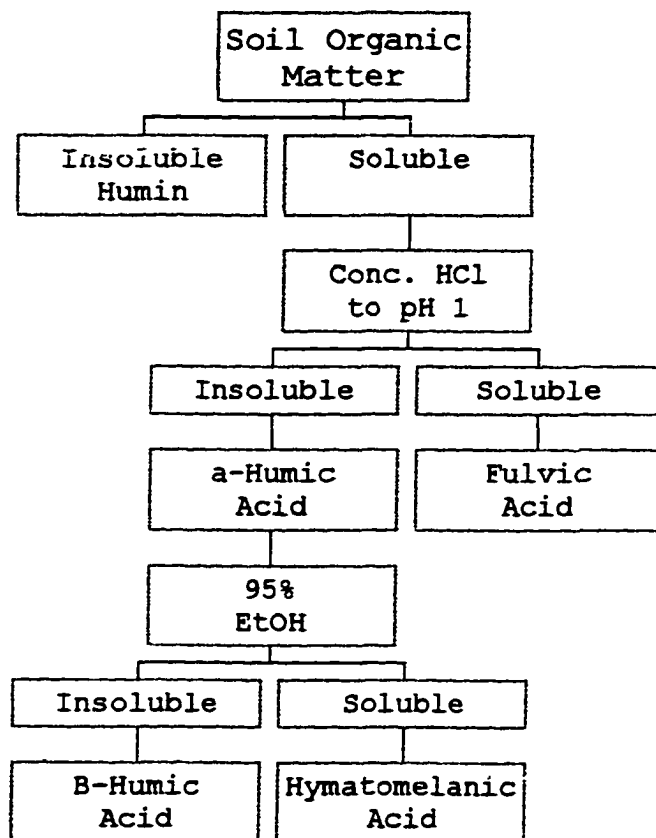 Soil Organic
Matter
Insoluble
Humin
Soluble
Conc. HCl
to pH 1
Insoluble
Soluble
a-Humic
Acid
Fulvic
Acid
95%
EtOH
Insoluble
Soluble
B-Humic
Acid
Hymatomelanic
Acid